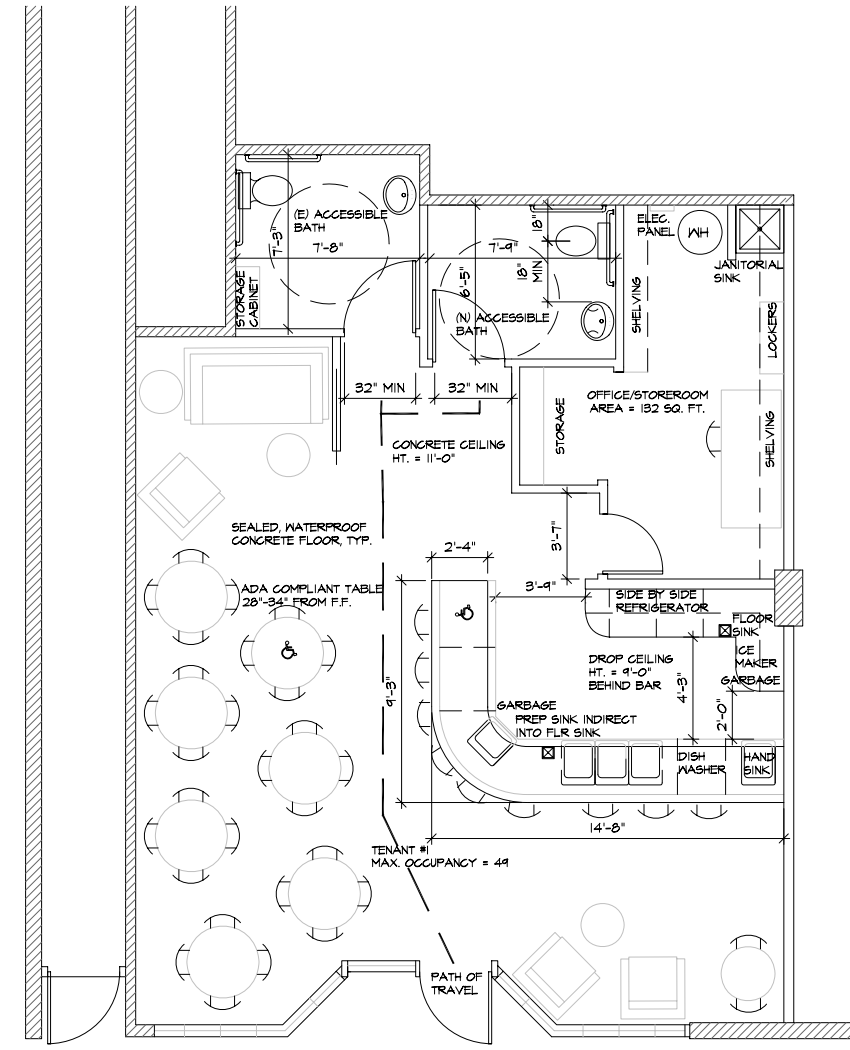 (E) ACCESSIBLE
BATH
7'-3"
7'-8"
STORAGE
CABINET
18"
7'-9"
18"
MIN
6'-5"
(N) ACCESSIBLE
BATH
ELEC.
PANEL
WH
JANITORIAL
SINK
SHELVING
LOCKERS
32" MIN
32" MIN
OFFICE/STOREROOM
AREA = 132 SQ. FT.
STORAGE
SHELVING
CONCRETE CEILING
HT. = 11'-0"
SEALED, WATERPROOF
CONCRETE FLOOR, TYP.
3'-7"
2'-4"
3'-9"
ADA COMPLIANT TABLE
28"-34" FROM F.F.
SIDE BY SIDE
REFRIGERATOR
FLOOR
SINK
ICE
MAKER
GARBAGE
DROP CEILING
HT. = 9'-0"
BEHIND BAR
4'-3"
2'-0"
9'-3"
GARBAGE
PREP SINK INDIRECT
INTO FLR SINK
DISH
WASHER
HAND
SINK
14'-8"
TENANT #1
MAX. OCCUPANCY = 49
PATH OF
TRAVEL